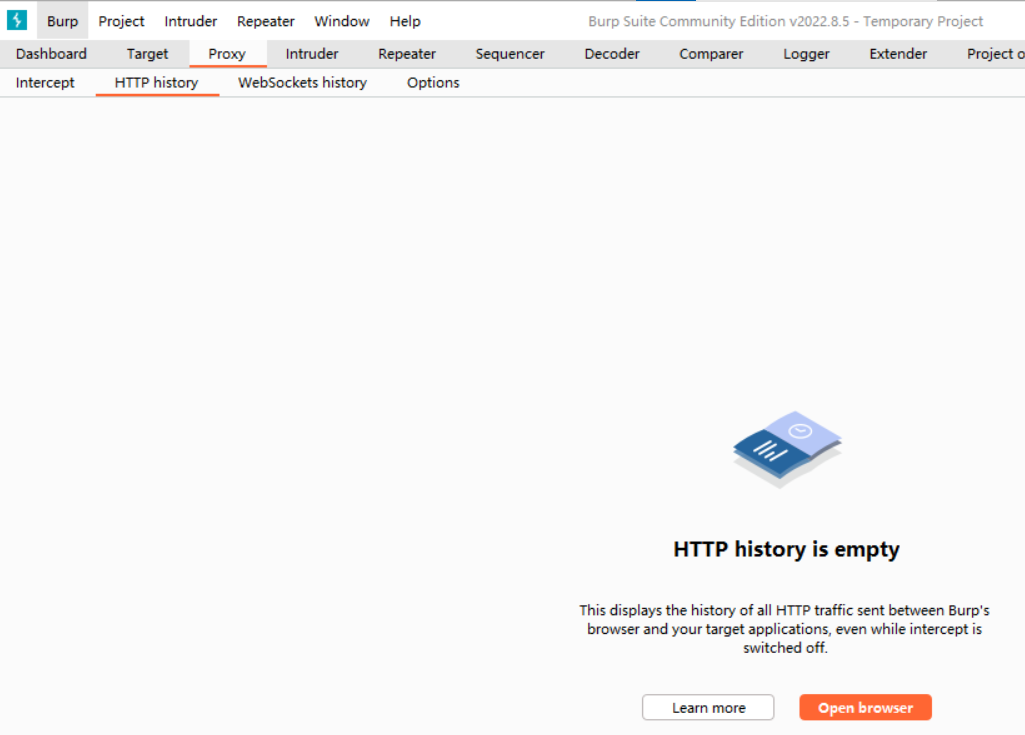 Burp Project Intruder Repeater Window Help Burp Suite Community Edition v2022.8.5 - Temporary Project
Dashboard Target Proxy Intruder Repeater Sequencer Decoder Comparer Logger Extender Project o
Intercept HTTP history WebSockets history Options
HTTP history is empty
This displays the history of all HTTP traffic sent between Burp's
browser and your target applications, even while intercept is
switched off.
Learn more Open browser